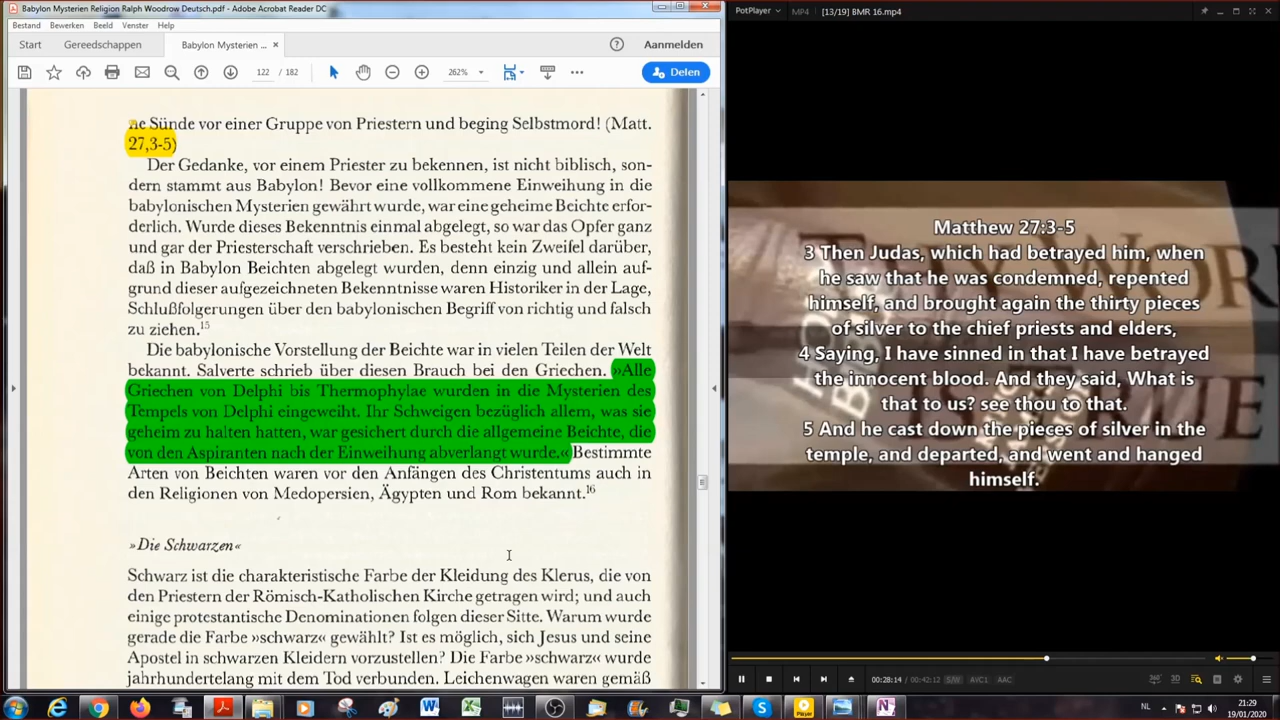 Babylon Mysterien Religion Ralph Woodrow Deutsch.pdf - Adobe Acrobat Reader DC
Bestand Bewerken Beeld Venster Help
Start Gereedschappen Babylon Mysterien ... × Aanmelden
122 / 182 262% Delen
ne Sünde vor einer Gruppe von Priestern und beging Selbstmord! (Matt.
27,3-5)
Der Gedanke, vor einem Priester zu bekennen, ist nicht biblisch, son-
dern stammt aus Babylon! Bevor eine vollkommene Einweihung in die
babylonischen Mysterien gewährt wurde, war eine geheime Beichte erfor-
derlich. Wurde dieses Bekenntnis einmal abgelegt, so war das Opfer ganz
und gar der Priesterschaft verschrieben. Es besteht kein Zweifel darüber,
daß in Babylon Beichten abgelegt wurden, denn einzig und allein auf-
grund dieser aufgezeichneten Bekenntnisse waren Historiker in der Lage,
Schlußfolgerungen über den babylonischen Begriff von richtig und falsch
zu ziehen.15
Die babylonische Vorstellung der Beichte war in vielen Teilen der Welt
bekannt. Salverte schrieb über diesen Brauch bei den Griechen. »Alle
Griechen von Delphi bis Thermophylae wurden in die Mysterien des
Tempels von Delphi eingeweiht. Ihr Schweigen bezüglich allem, was sie
geheim zu halten hatten, war gesichert durch die allgemeine Beichte, die
von den Aspiranten nach der Einweihung abverlangt wurde.« Bestimmte
Arten von Beichten waren vor den Anfängen des Christentums auch in
den Religionen von Medopersien, Ägypten und Rom bekannt.16
»Die Schwarzen«
Schwarz ist die charakteristische Farbe der Kleidung des Klerus, die von
den Priestern der Römisch-Katholischen Kirche getragen wird; und auch
einige protestantische Denominationen folgen dieser Sitte. Warum wurde
gerade die Farbe »schwarz« gewählt? Ist es möglich, sich Jesus und seine
Apostel in schwarzen Kleidern vorzustellen? Die Farbe »schwarz« wurde
jahrhundertelang mit dem Tod verbunden. Leichenwagen waren gemäß
PotPlayer MP4 [13/19] BMR 16.mp4
Matthew 27:3-5
3 Then Judas, which had betrayed him, when
he saw that he was condemned, repented
himself, and brought again the thirty pieces
of silver to the chief priests and elders,
4 Saying, I have sinned in that I have betrayed
the innocent blood. And they said, What is
that to us? see thou to that.
5 And he cast down the pieces of silver in the
temple, and departed, and went and hanged
himself.
00:28:14 / 00:42:12 S/W AVC1 AAC
360° 3D
NL 21:29
19/01/2020